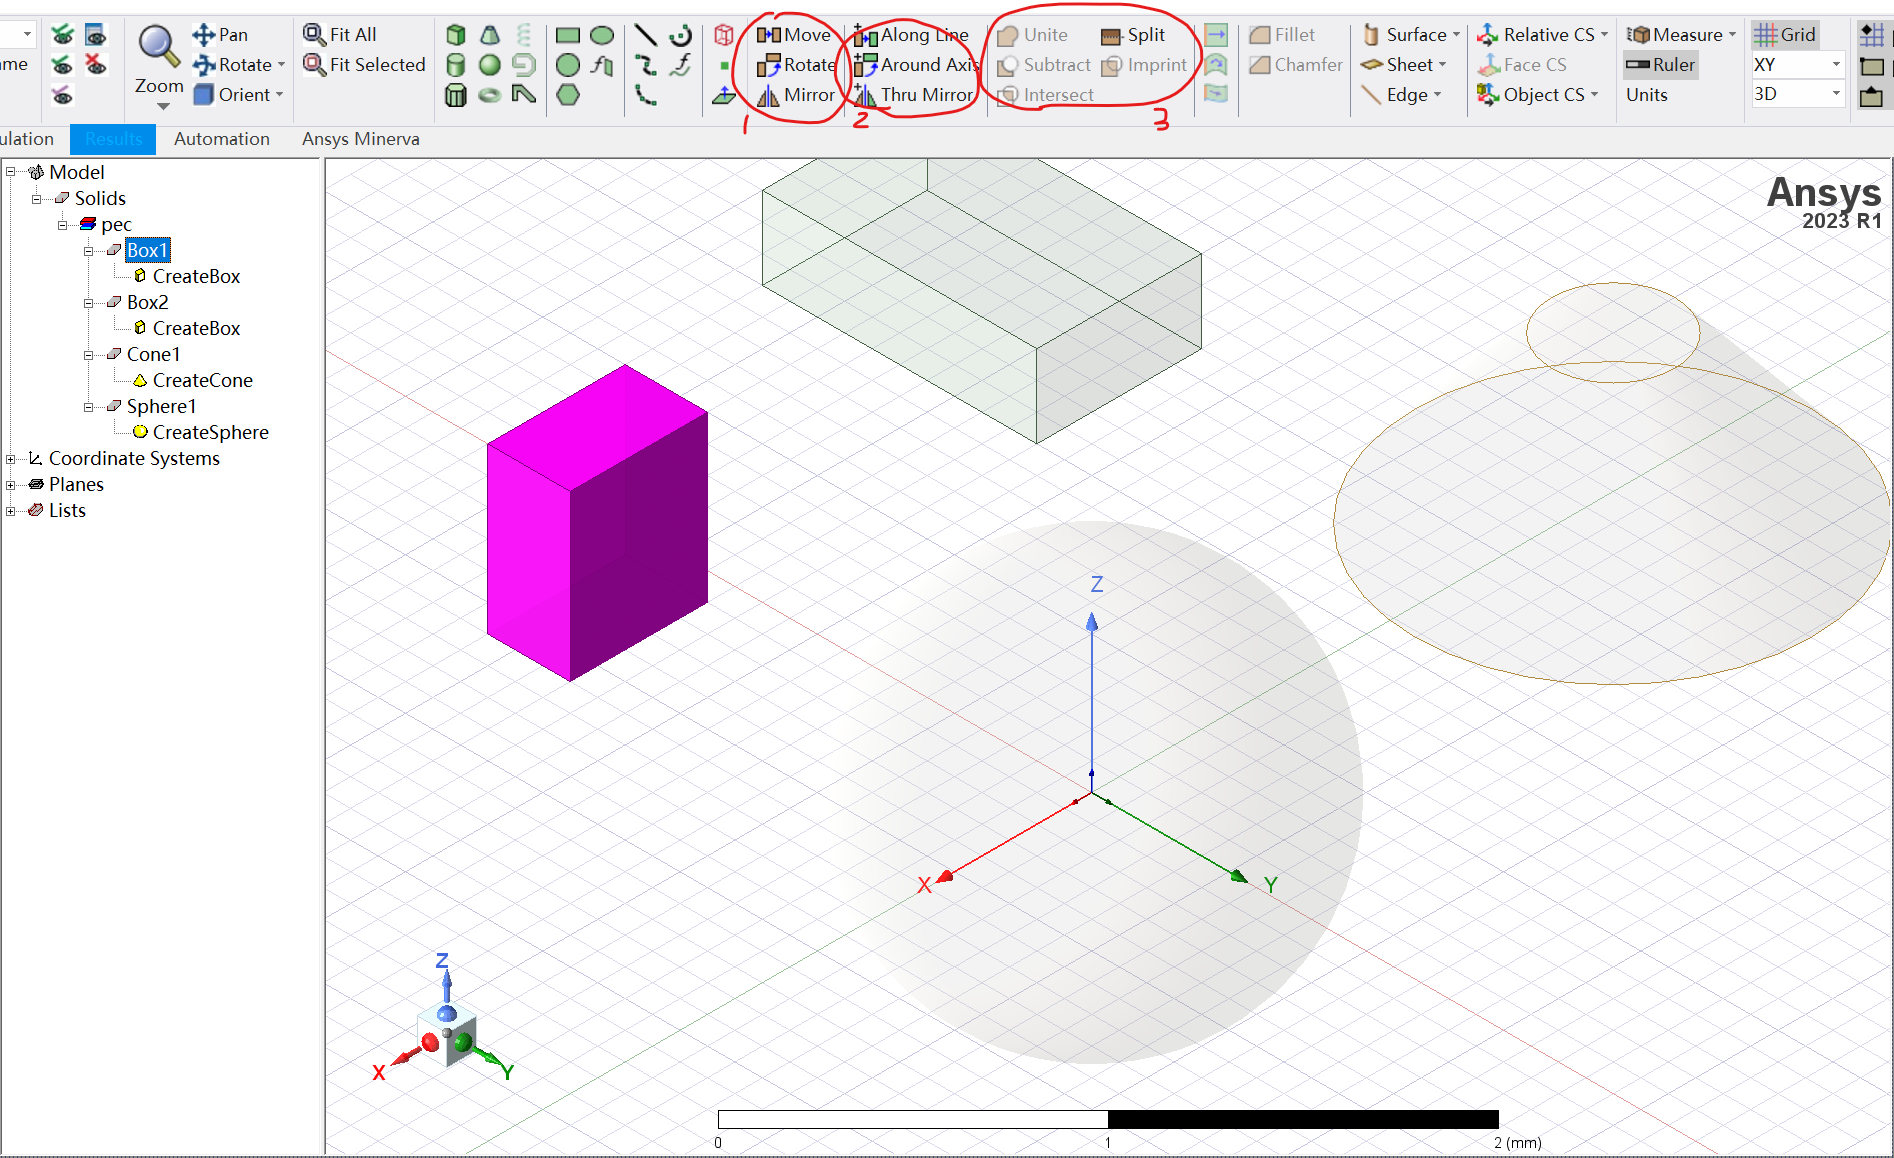 Pan
Fit All
Move
Along Line
Unite
Split
Fillet
Surface
Relative CS
Measure
Grid
me
Zoom
Rotate
Fit Selected
Rotate
Around Axis
Subtract
Imprint
Chamfer
Sheet
Face CS
Ruler
XY
Orient
Mirror
Thru Mirror
Intersect
Edge
Object CS
Units
3D
1
2
3
ulation
Results
Automation
Ansys Minerva
Model
Solids
pec
Box1
CreateBox
Box2
CreateBox
Cone1
CreateCone
Sphere1
CreateSphere
Coordinate Systems
Planes
Lists
Ansys
2023 R1
Z
X
Y
Z
X
Y
0
1
2 (mm)